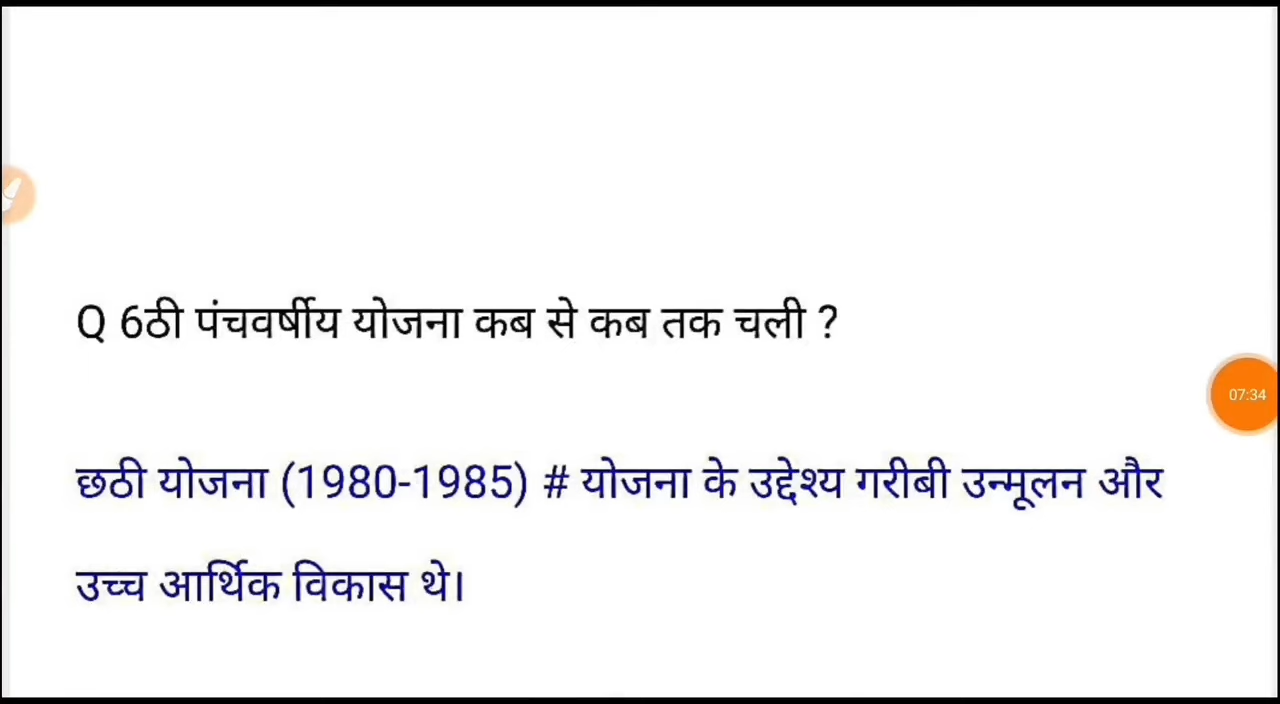 Q 6ठी पंचवर्षीय योजना कब से कब तक चली ?
07:34
छठी योजना (1980-1985) # योजना के उद्देश्य गरीबी उन्मूलन और
उच्च आर्थिक विकास थे।